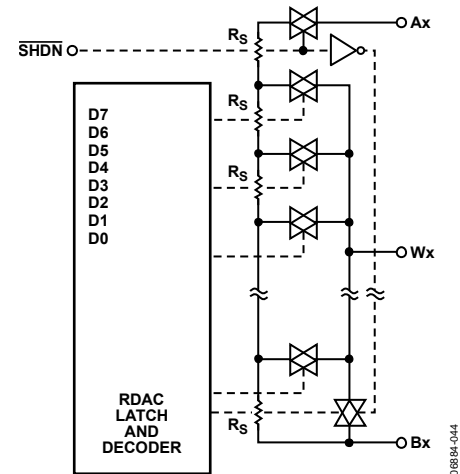 Ax
RS
SHDN
RS
D7
D6
D5
D4
D3
D2
D1
D0
RS
Wx
RDAC
LATCH
AND
DECODER
RS
Bx
06884-044